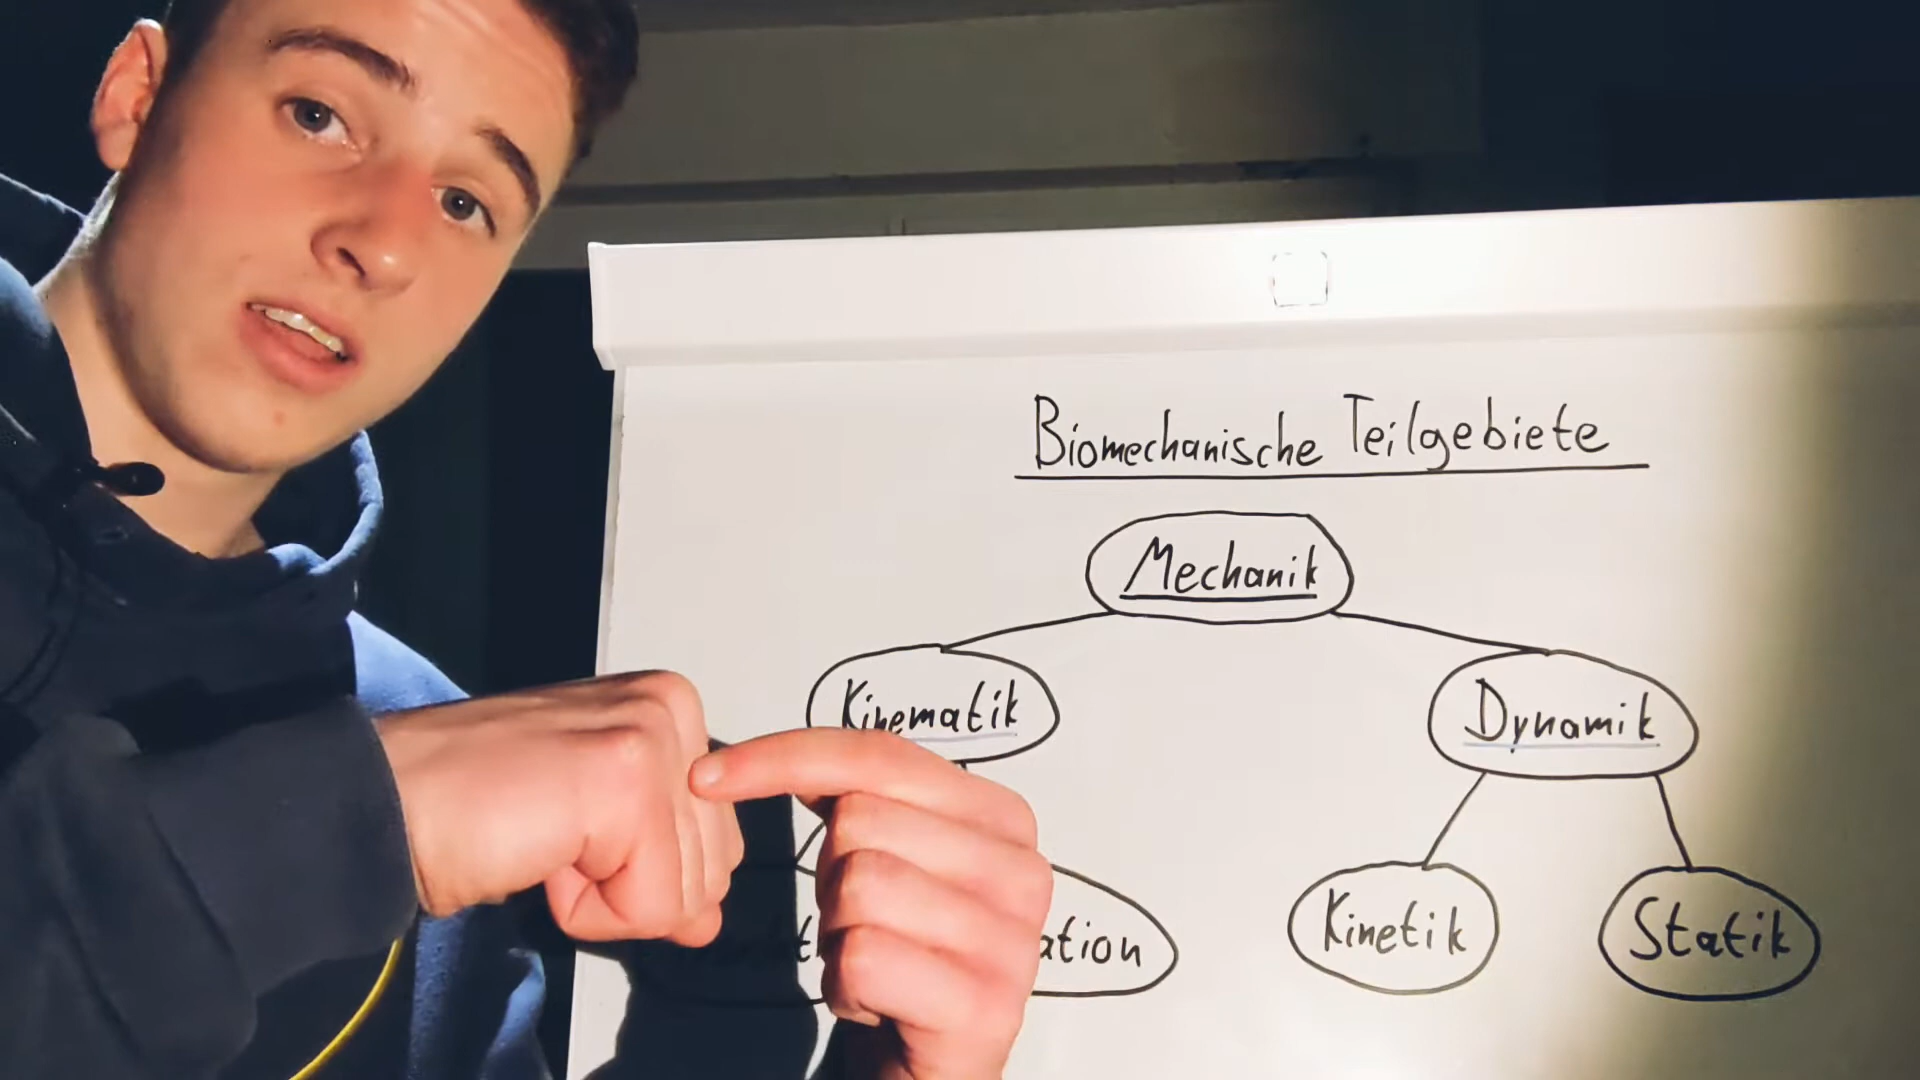 Biomechanische Teilgebiete
Mechanik
Kinematik
Dynamik
Kinetik
Statik